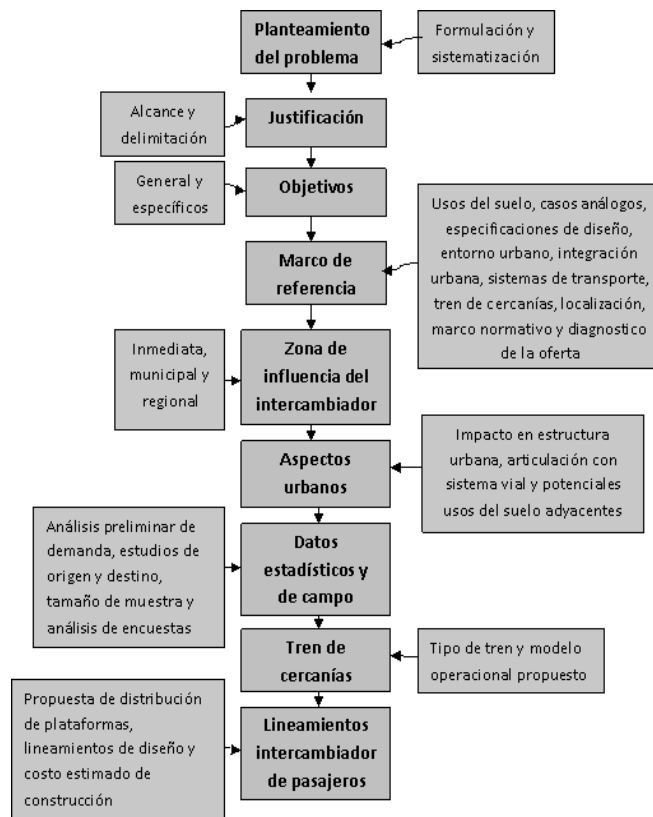 Planteamiento
del problema
Formulación y
sistematización
Alcance y
delimitación
Justificación
General y
específicos
Objetivos
Marco de
referencia
Usos del suelo, casos análogos,
especificaciones de diseño,
entorno urbano, integración
urbana, sistemas de transporte,
tren de cercanías, localización,
marco normativo y diagnostico
de la oferta
Inmediata,
municipal y
regional
Zona de
influencia del
intercambiador
Aspectos
urbanos
Impacto en estructura
urbana, articulación con
sistema vial y potenciales
usos del suelo adyacentes
Análisis preliminar de
demanda, estudios de
origen y destino,
tamaño de muestra y
análisis de encuestas
Datos
estadísticos y
de campo
Tren de
cercanías
Tipo de tren y modelo
operacional propuesto
Propuesta de distribución
de plataformas,
lineamientos de diseño y
costo estimado de
construcción
Lineamientos
intercambiador
de pasajeros